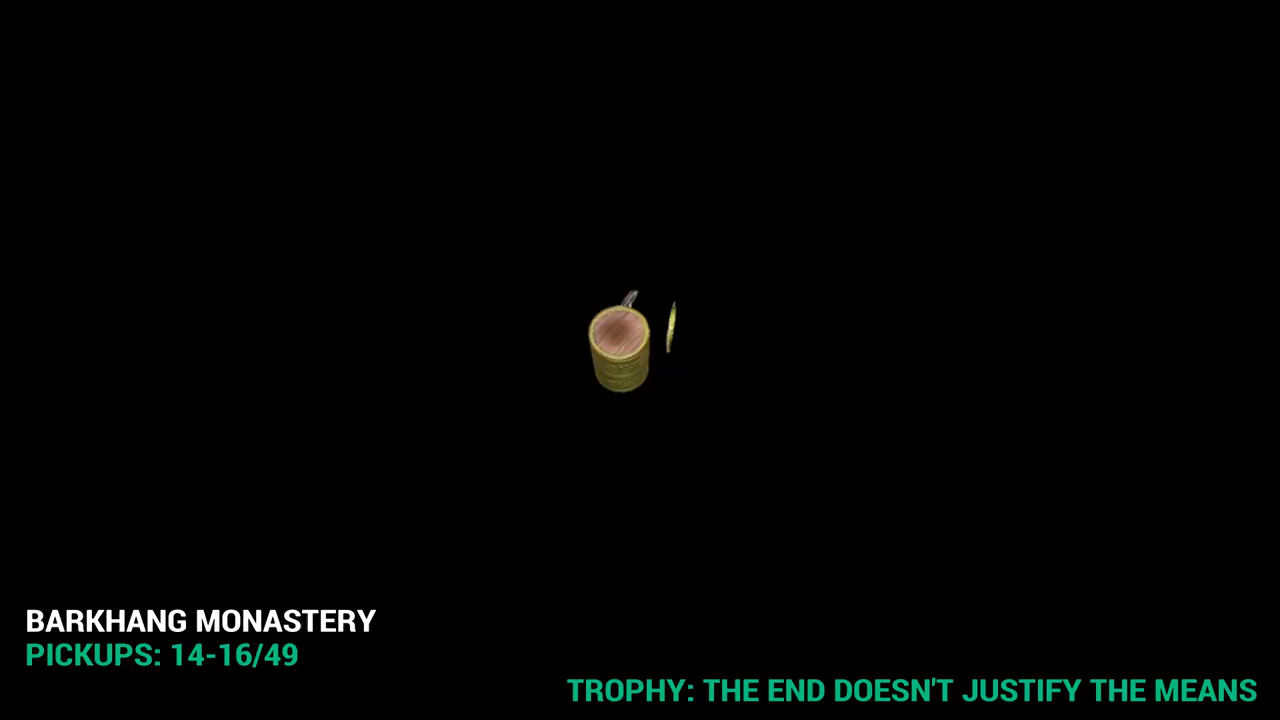 BARKHANG MONASTERY
PICKUPS: 14-16/49
TROPHY: THE END DOESN'T JUSTIFY THE MEANS